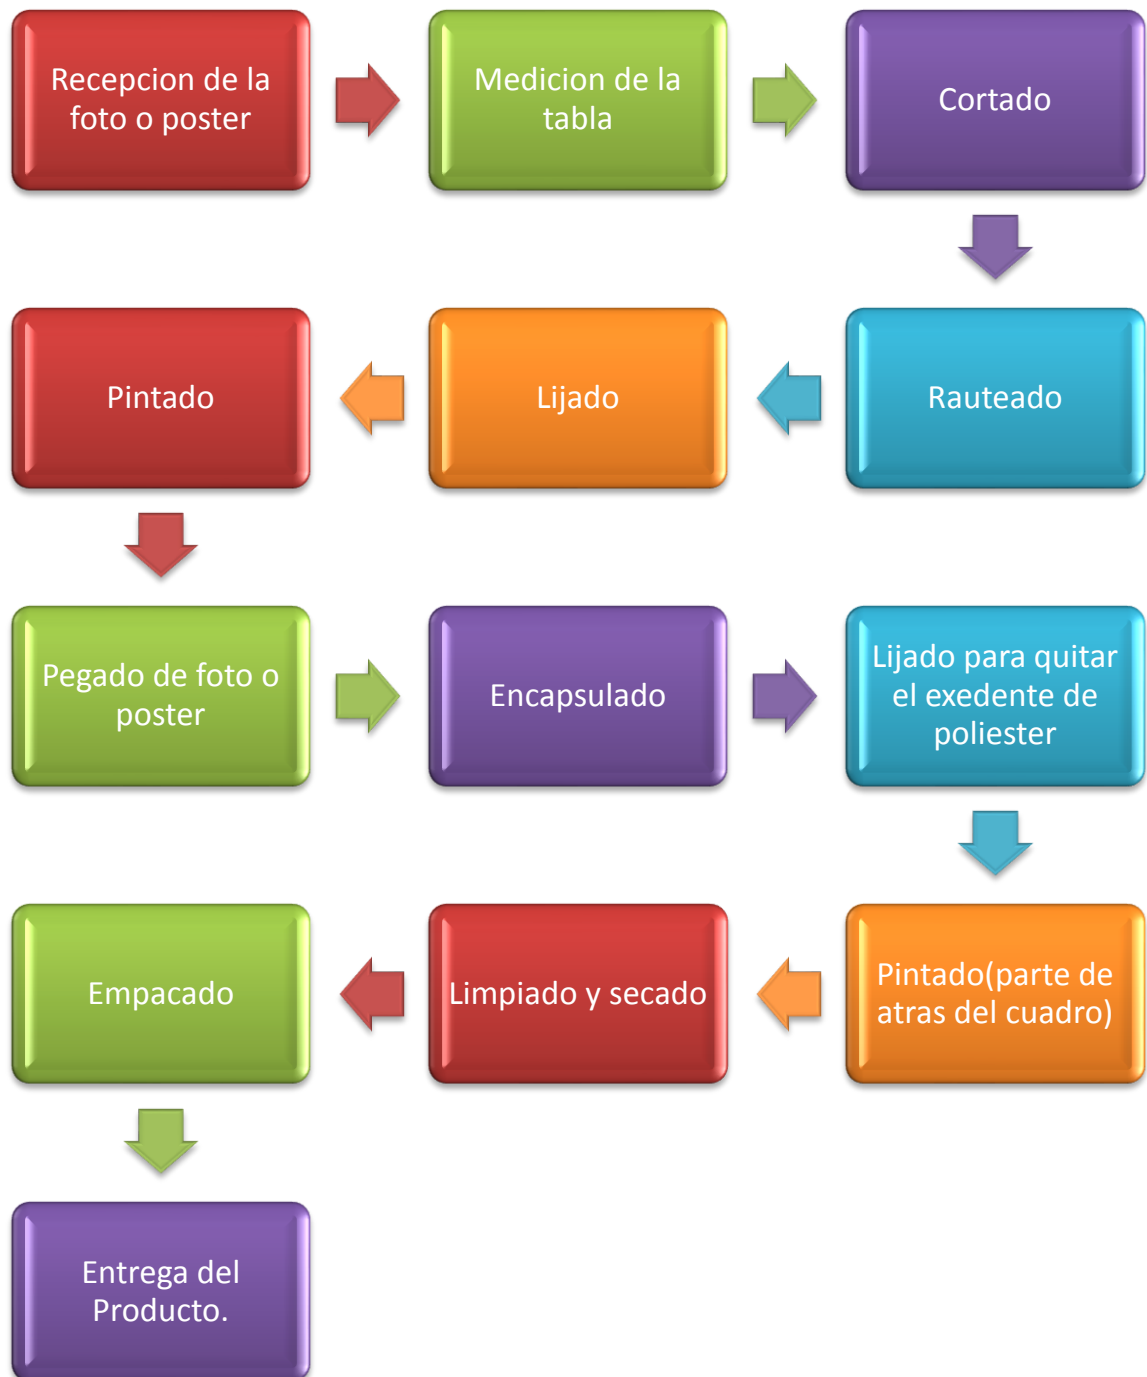 Recepcion de la
foto o poster
Medicion de la
tabla
Cortado
Rauteado
Lijado
Pintado
Pegado de foto o
poster
Encapsulado
Lijado para quitar
el exedente de
poliester
Pintado(parte de
atras del cuadro)
Limpiado y secado
Empacado
Entrega del
Producto.